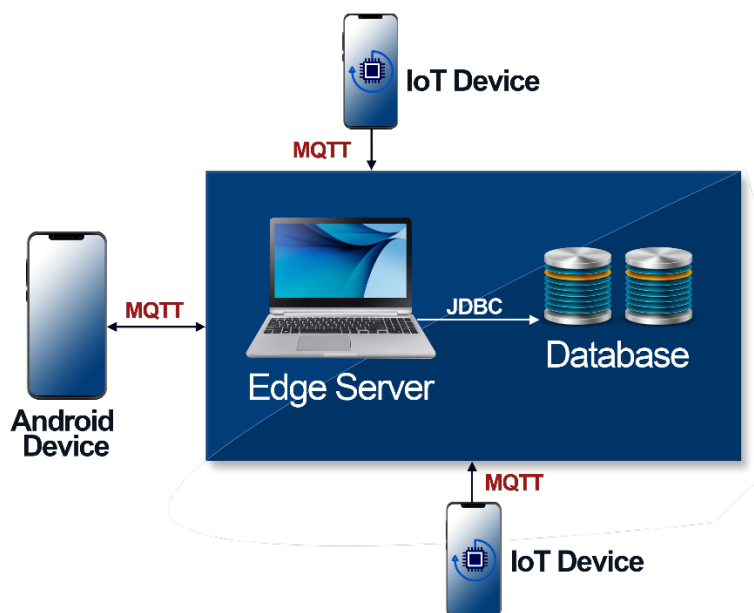 IoT Device
MQTT
MQTT
JDBC
Database
Edge Server
Android
Device
MQTT
IoT Device